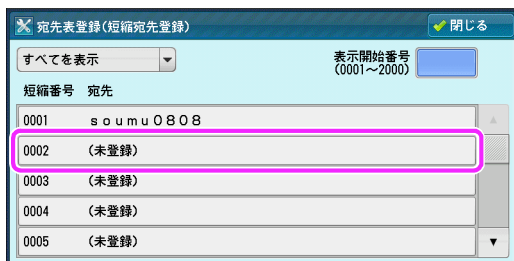 宛先表登録(短縮宛先登録)
閉じる
すべてを表示
表示開始番号
(0001～2000)
短縮番号 宛先
0001 ｓｏｕｍｕ０８０８
0002 (未登録)
0003 (未登録)
0004 (未登録)
0005 (未登録)